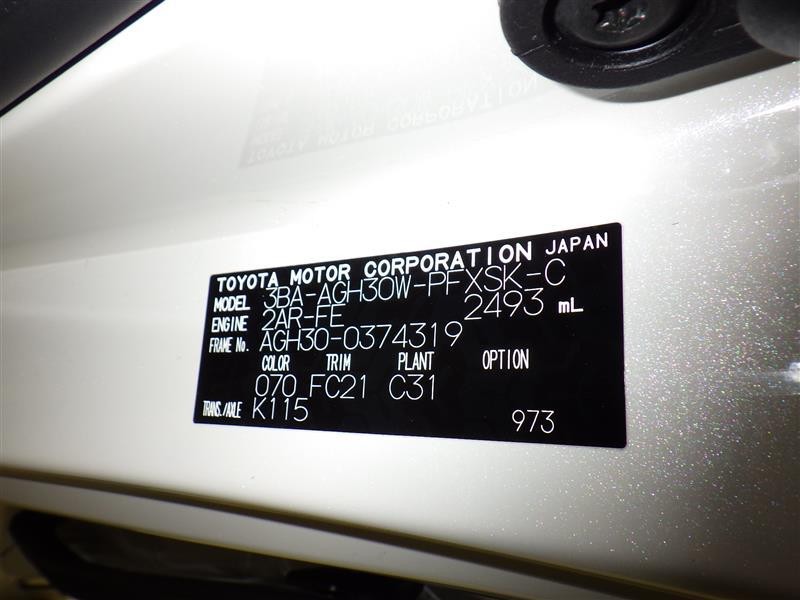 TOYOTA MOTOR CORPORATION JAPAN
MODEL 3BA-AGH30W-PFXSK-C
ENGINE 2AR-FE 2493 mL
FRAME No. AGH30-0374319
COLOR TRIM PLANT OPTION
070 FC21 C31
TRANS./AXLE K115
973